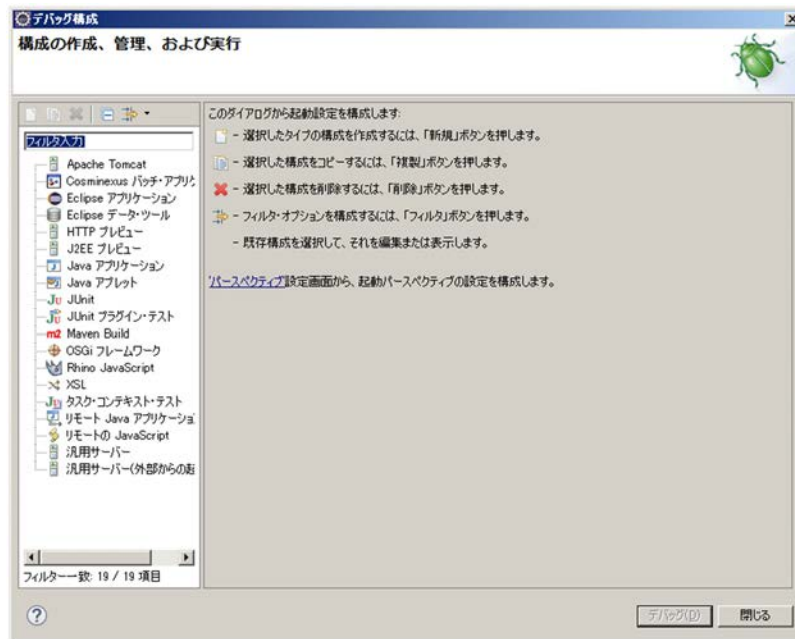 デバッグ構成
構成の作成、管理、および実行
フィルタ入力
Apache Tomcat
Cosminexus バッチ・アプリケ
Eclipse アプリケーション
Eclipse データ・ツール
HTTP プレビュー
J2EE プレビュー
Java アプリケーション
Java アプレット
JUnit
JUnit プラグイン・テスト
Maven Build
OSGi フレームワーク
Rhino JavaScript
XSL
タスク・コンテキスト・テスト
リモート Java アプリケーショ
リモートの JavaScript
汎用サーバー
汎用サーバー(外部からの起
フィルター一致: 19 / 19 項目
このダイアログから起動設定を構成します:
- 選択したタイプの構成を作成するには、「新規」ボタンを押します。
- 選択した構成をコピーするには、「複製」ボタンを押します。
- 選択した構成を削除するには、「削除」ボタンを押します。
- フィルタ・オプションを構成するには、「フィルタ」ボタンを押します。
- 既存構成を選択して、それを編集または表示します。
'パースペクティブ'設定画面から、起動パースペクティブの設定を構成します。
デバッグ(D)
閉じる